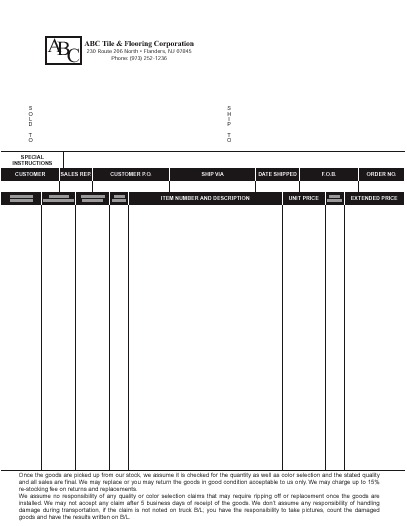 ABC
ABC Tile & Flooring Corporation
230 Route 206 North • Flanders, NJ 07845
Phone: (973) 252-1236
SOLD TO
SHIP TO
SPECIAL INSTRUCTIONS
CUSTOMER SALES REP. CUSTOMER P.O. SHIP VIA DATE SHIPPED F.O.B. ORDER NO.
ITEM NUMBER AND DESCRIPTION UNIT PRICE EXTENDED PRICE
Once the goods are picked up from our stock, we assume it is checked for the quantity as well as color selection and the stated quality
and all sales are final. We may replace or you may return the goods in good condition acceptable to us only. We may charge up to 15%
re-stocking fee on returns and replacements.
We assume no responsibility of any quality or color selection claims that may require ripping off or replacement once the goods are
installed. We may not accept any claim after 5 business days of receipt of the goods. We don't assume any responsibility of handling
damage during transportation, if the claim is not noted on truck B/L; you have the responsibility to take pictures, count the damaged
goods and have the results written on B/L.